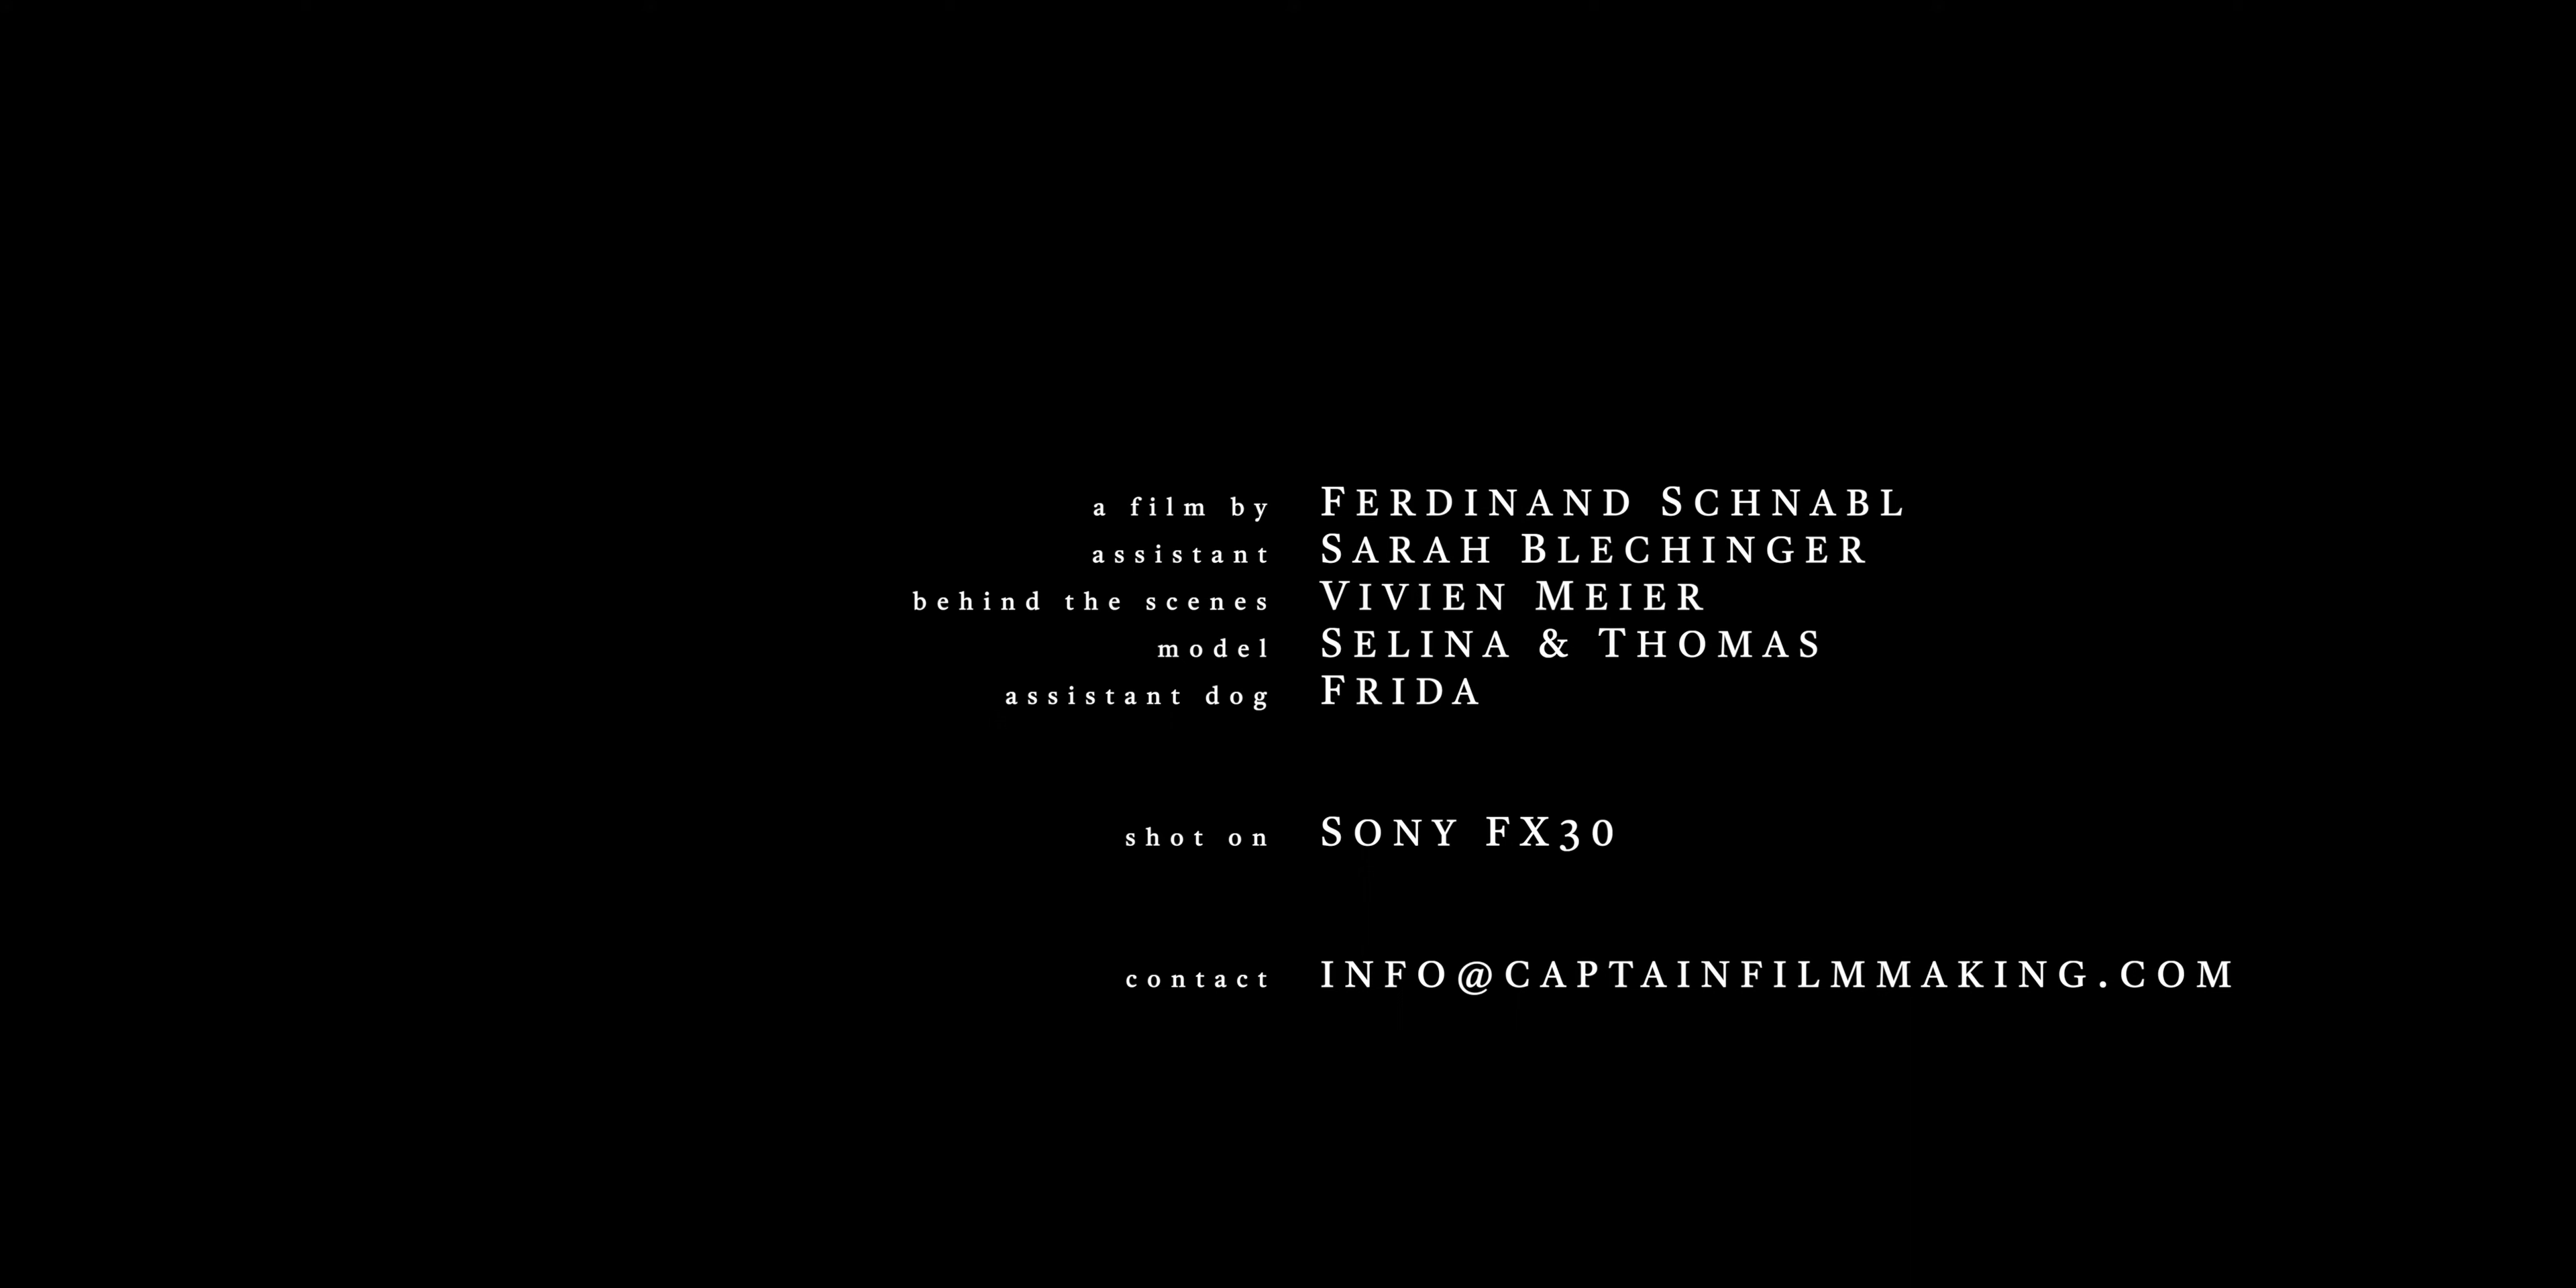 a film by FERDINAND SCHNABL
assistant SARAH BLECHINGER
behind the scenes VIVIEN MEIER
model SELINA & THOMAS
assistant dog FRIDA
shot on SONY FX30
contact INFO@CAPTAINFILMMAKING.COM